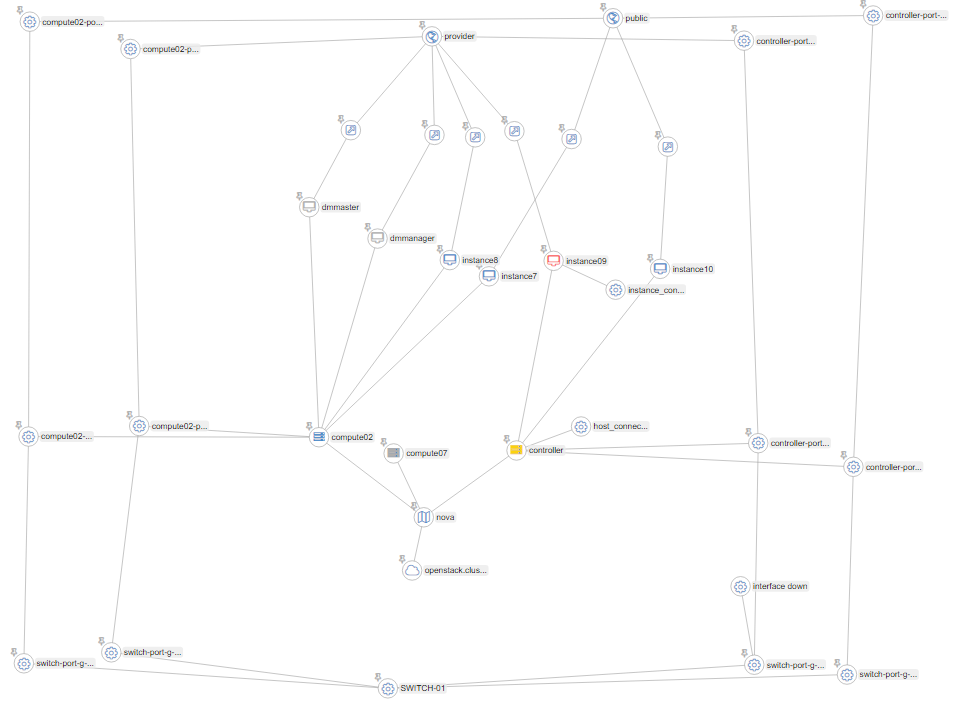 compute02-po...
public
controller-port-...
compute02-p...
provider
controller-port...
dmmaster
dmmanager
instance8
instance7
instance09
instance10
instance_con...
compute02-...
compute02-p...
compute02
compute07
host_connec...
controller
controller-port...
controller-por...
nova
openstack.clus...
interface down
switch-port-g-...
switch-port-g-...
SWITCH-01
switch-port-g-...
switch-port-g-...